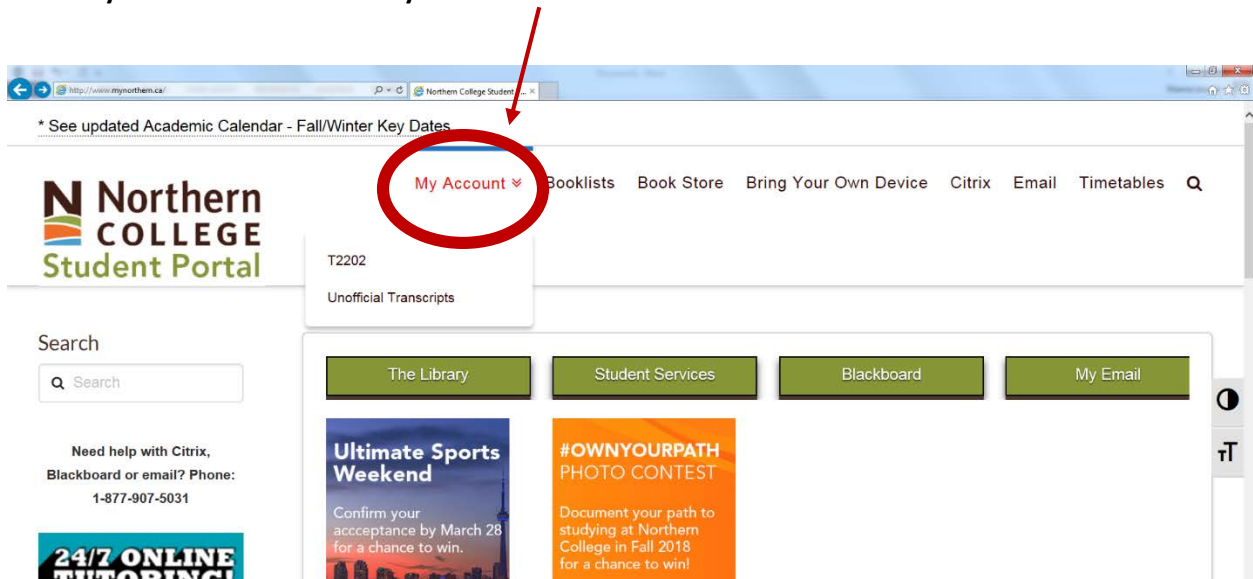 http://www.mynorthern.ca/
Northern College Student ...
* See updated Academic Calendar - Fall/Winter Key Dates
My Account Booklists Book Store Bring Your Own Device Citrix Email Timetables
N Northern
COLLEGE
Student Portal
T2202
Unofficial Transcripts
Search
Search
The Library Student Services Blackboard My Email
Need help with Citrix,
Blackboard or email? Phone:
1-877-907-5031
Ultimate Sports
Weekend
Confirm your
accceptance by March 28
for a chance to win.
#OWNYOURPATH
PHOTO CONTEST
Document your path to
studying at Northern
College in Fall 2018
for a chance to win!
24/7 ONLINE
TUTORING!
TT